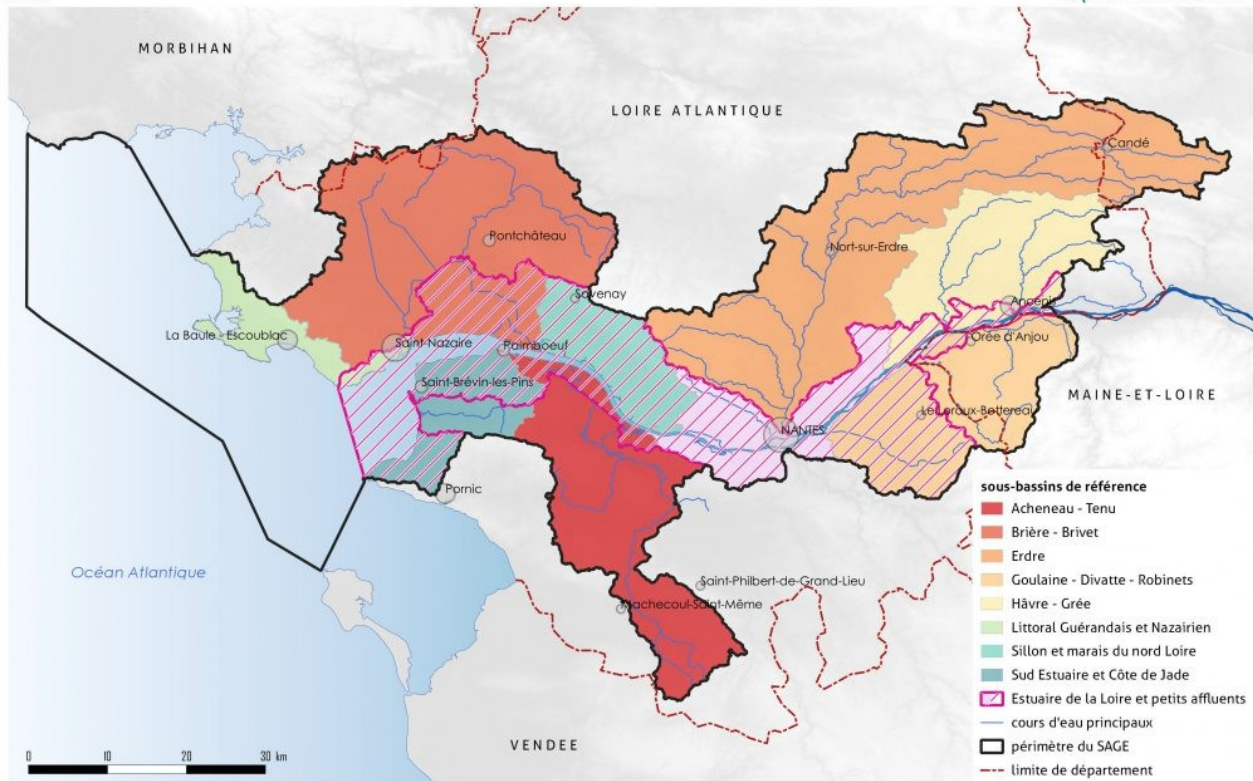 MORBIHAN
LOIRE ATLANTIQUE
Candé
Pontchâteau
Nort-sur-Erdre
Savenay
Ancenis
La Baule - Escoublac
Saint-Nazaire
Paimboeuf
Orée d'Anjou
Saint-Brévin-les-Pins
MAINE-ET-LOIRE
Le Loroux-Bottereau
NANTES
Pornic
Océan Atlantique
Saint-Philbert-de-Grand-Lieu
Machecoul-Saint-Même
VENDEE
0 10 20 30 km
sous-bassins de référence
Acheneau - Tenu
Brière - Brivet
Erdre
Goulaine - Divatte - Robinets
Hâvre - Grée
Littoral Guérandais et Nazairien
Sillon et marais du nord Loire
Sud Estuaire et Côte de Jade
Estuaire de la Loire et petits affluents
cours d'eau principaux
périmètre du SAGE
limite de département